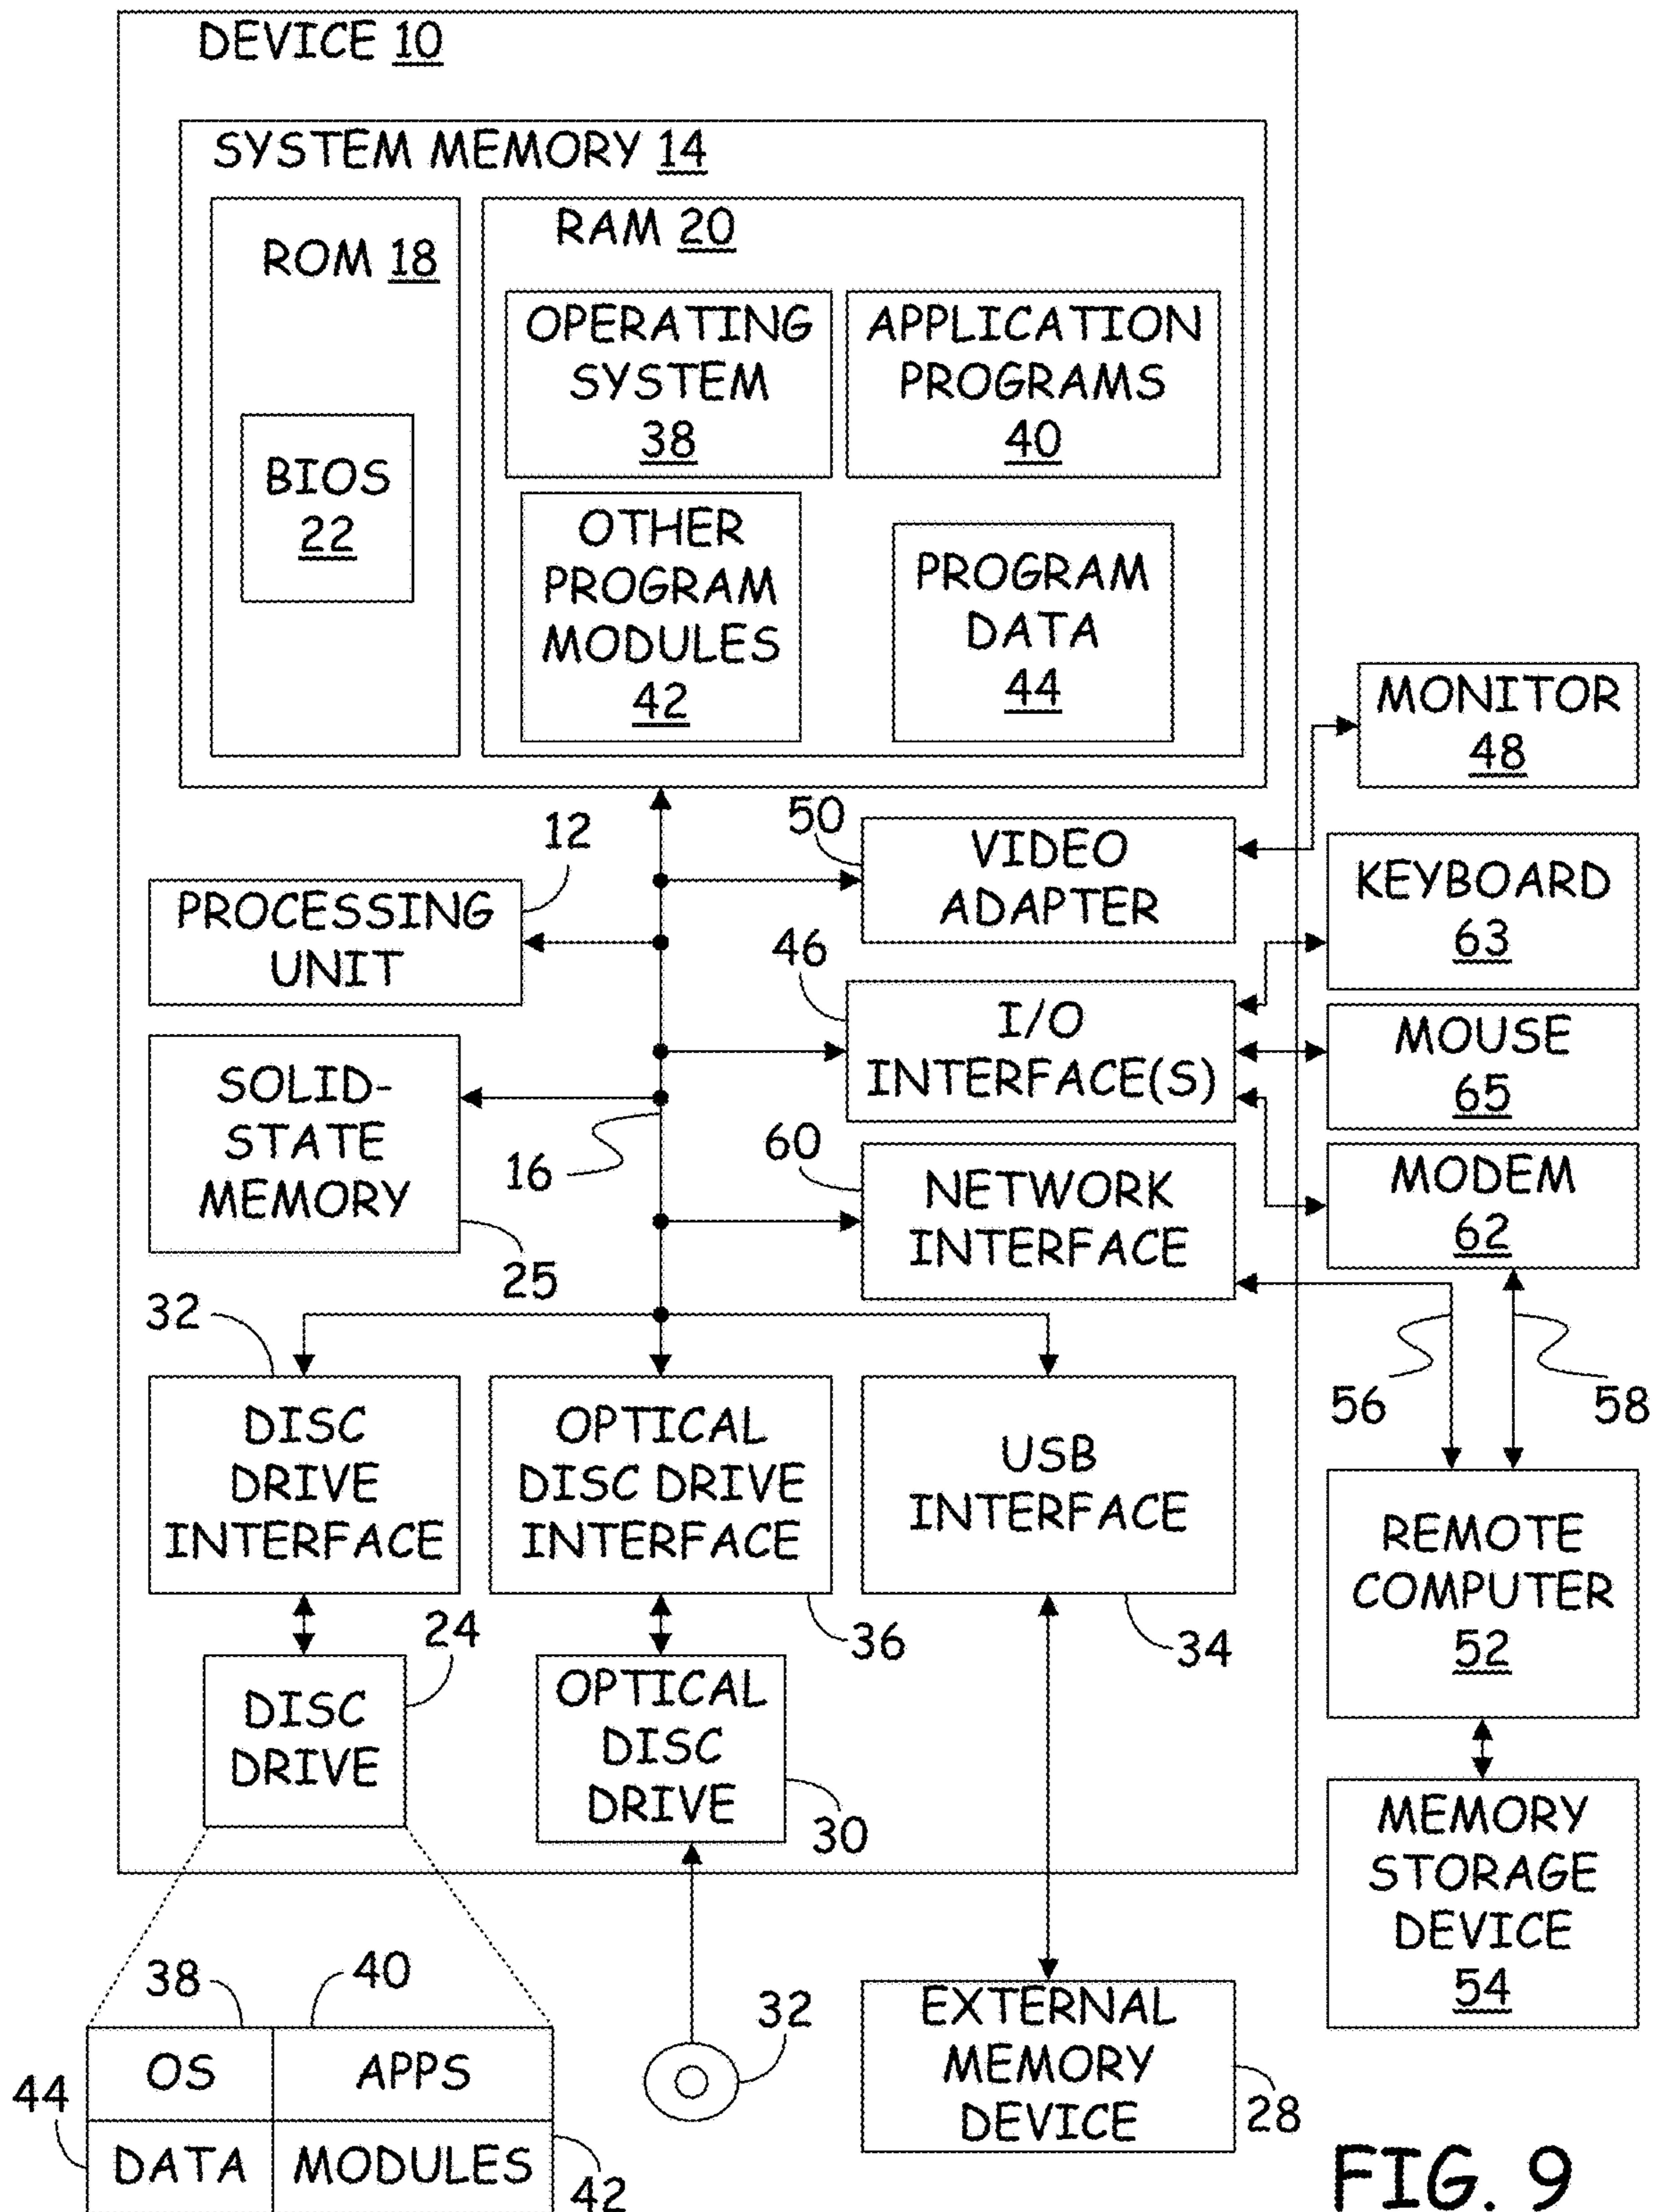 DEVICE 10
SYSTEM MEMORY 14
ROM 18
BIOS
22
RAM 20
OPERATING
SYSTEM
38
APPLICATION
PROGRAMS
40
OTHER
PROGRAM
MODULES
42
PROGRAM
DATA
44
MONITOR
48
12
PROCESSING
UNIT
50
VIDEO
ADAPTER
KEYBOARD
63
46
I/O
INTERFACE(S)
MOUSE
65
SOLID-
STATE
MEMORY
25
16
60
NETWORK
INTERFACE
MODEM
62
56
58
32
DISC
DRIVE
INTERFACE
OPTICAL
DISC DRIVE
INTERFACE
36
USB
INTERFACE
34
REMOTE
COMPUTER
52
24
DISC
DRIVE
OPTICAL
DISC
DRIVE
30
MEMORY
STORAGE
DEVICE
54
38
40
OS
APPS
44
DATA
MODULES
42
32
EXTERNAL
MEMORY
DEVICE
28
FIG. 9